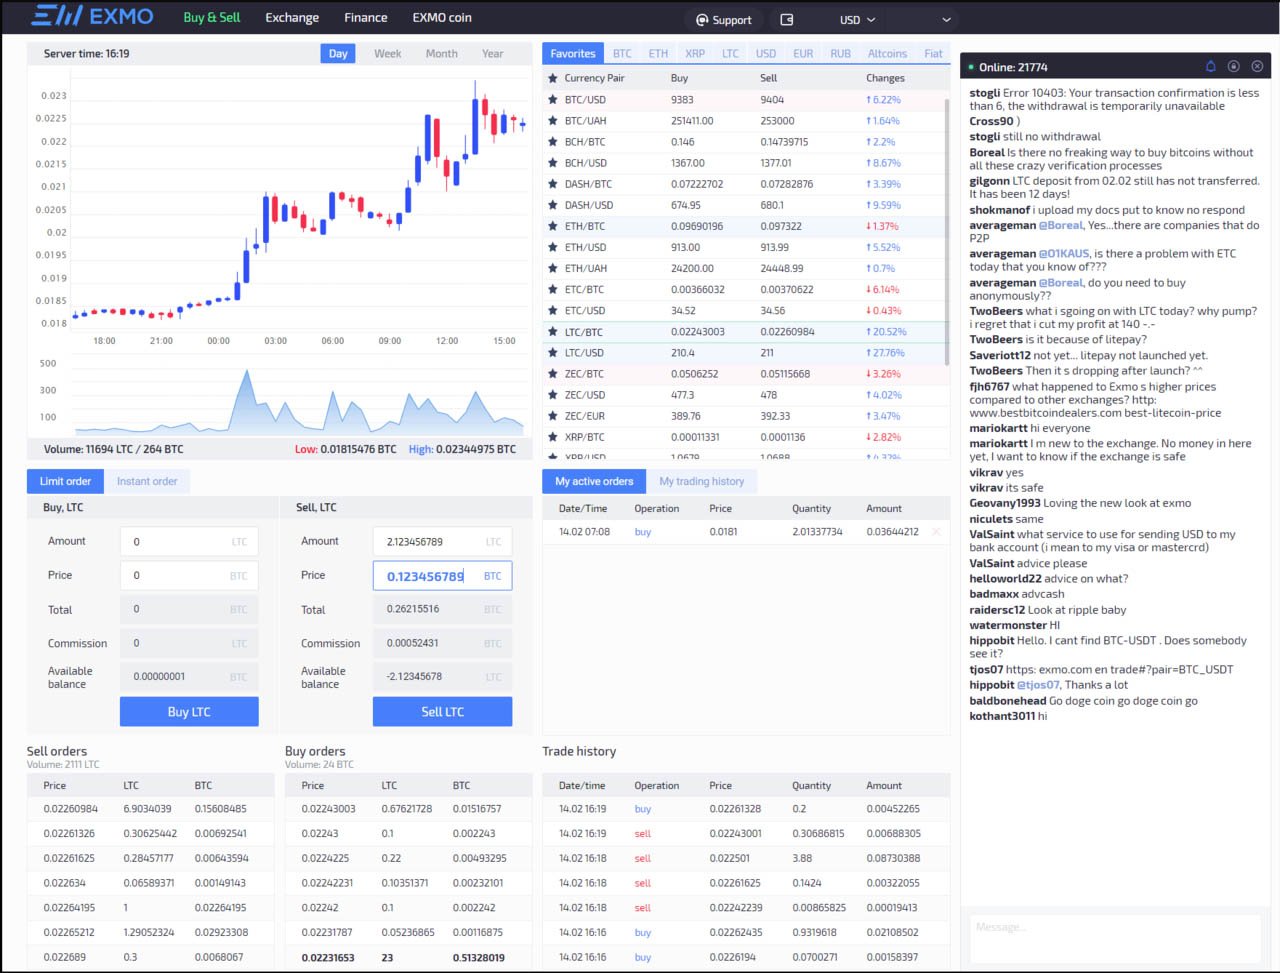 EXMO Buy & Sell Exchange Finance EXMO coin Support USD
Server time: 16:19 Day Week Month Year
0.023
0.0225
0.022
0.0215
0.021
0.0205
0.02
0.0195
0.019
0.0185
0.018
18:00 21:00 00:00 03:00 06:00 09:00 12:00 15:00
500
300
100
Volume: 11694 LTC / 264 BTC Low: 0.01815476 BTC High: 0.02344975 BTC
Favorites BTC ETH XRP LTC USD EUR RUB Altcoins Fiat
Currency Pair Buy Sell Changes
BTC/USD 9383 9404 ↑6.22%
BTC/UAH 251411.00 253000 ↑1.64%
BCH/BTC 0.146 0.14739715 ↑2.2%
BCH/USD 1367.00 1377.01 ↑8.67%
DASH/BTC 0.07222702 0.07282876 ↑3.39%
DASH/USD 674.95 680.1 ↑9.59%
ETH/BTC 0.09690196 0.097322 ↓1.37%
ETH/USD 913.00 913.99 ↑5.52%
ETH/UAH 24200.00 24448.99 ↑0.7%
ETC/BTC 0.00366032 0.00370622 ↓6.14%
ETC/USD 34.52 34.56 ↓0.43%
LTC/BTC 0.02243003 0.02260984 ↑20.52%
LTC/USD 210.4 211 ↑27.76%
ZEC/BTC 0.0506252 0.05115668 ↓3.26%
ZEC/USD 477.3 478 ↑4.02%
ZEC/EUR 389.76 392.33 ↑3.47%
XRP/BTC 0.00011331 0.0001136 ↓2.82%
XRP/USD 1.0679 1.0688 ↑4.32%
Limit order Instant order
Buy, LTC
Amount 0 LTC
Price 0 BTC
Total 0 BTC
Commission 0 LTC
Available
balance 0.00000001 BTC
Buy LTC
Sell, LTC
Amount 2.123456789 LTC
Price 0.123456789 BTC
Total 0.26215516 BTC
Commission 0.00052431 BTC
Available
balance -2.12345678 LTC
Sell LTC
My active orders My trading history
Date/Time Operation Price Quantity Amount
14.02 07:08 buy 0.0181 2.01337734 0.03644212
Sell orders
Volume: 2111 LTC
Price LTC BTC
0.02260984 6.9034039 0.15608485
0.02261326 0.30625442 0.00692541
0.02261625 0.28457177 0.00643594
0.022634 0.06589371 0.00149143
0.02264195 1 0.02264195
0.02265212 1.29052324 0.02923308
0.022689 0.3 0.0068067
Buy orders
Volume: 24 BTC
Price LTC BTC
0.02243003 0.67621728 0.01516757
0.02243 0.1 0.002243
0.0224225 0.22 0.00493295
0.02242231 0.10351371 0.00232101
0.02242 0.1 0.002242
0.02231787 0.05236865 0.00116875
0.02231653 23 0.51328019
Trade history
Date/time Operation Price Quantity Amount
14.02 16:19 buy 0.02261328 0.2 0.00452265
14.02 16:19 sell 0.02243001 0.30686815 0.00688305
14.02 16:18 sell 0.022501 3.88 0.08730388
14.02 16:18 sell 0.02261625 0.1424 0.00322055
14.02 16:18 sell 0.02242239 0.00865825 0.00019413
14.02 16:16 buy 0.02262435 0.9319618 0.02108502
14.02 16:16 buy 0.0226194 0.0700271 0.00158397
Online: 21774
stogli Error 10403: Your transaction confirmation is less
than 6, the withdrawal is temporarily unavailable
Cross90 )
stogli still no withdrawal
Boreal Is there no freaking way to buy bitcoins without
all these crazy verification processes
gilgonn LTC deposit from 02.02 still has not transferred.
It has been 12 days!
shokmanof i upload my docs put to know no respond
averageman @Boreal, Yes...there are companies that do
P2P
averageman @O1KAUS, is there a problem with ETC
today that you know of???
averageman @Boreal, do you need to buy
anonymously??
TwoBeers what i sgoing on with LTC today? why pump?
i regret that i cut my profit at 140 -.-
TwoBeers is it because of litepay?
Saveriott12 not yet... litepay not launched yet.
TwoBeers Then it s dropping after launch? ^^
fjh6767 what happened to Exmo s higher prices
compared to other exchanges? http:
www.bestbitcoindealers.com best-litecoin-price
mariokartt hi everyone
mariokartt I m new to the exchange. No money in here
yet, I want to know if the exchange is safe
vikrav yes
vikrav its safe
Geovany1993 Loving the new look at exmo
niculets same
ValSaint what service to use for sending USD to my
bank account (i mean to my visa or mastercrd)
ValSaint advice please
helloworld22 advice on what?
badmaxx advcash
raidersc12 Look at ripple baby
watermonster HI
hippobit Hello. I cant find BTC-USDT . Does somebody
see it?
tjos07 https: exmo.com en trade#?pair=BTC_USDT
hippobit @tjos07, Thanks a lot
baldbonehead Go doge coin go doge coin go
kothant3011 hi
Message...